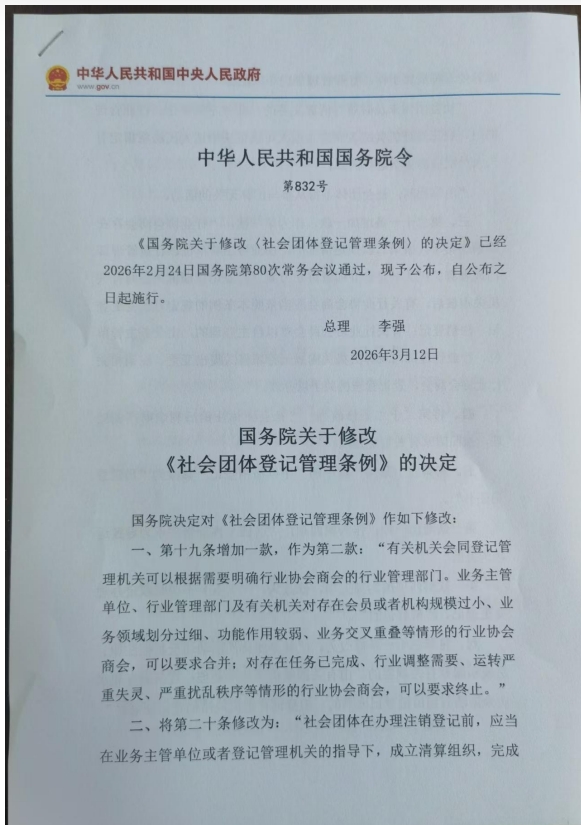 中华人民共和国中央人民政府
www.gov.cn
中华人民共和国国务院令
第832号
《国务院关于修改〈社会团体登记管理条例〉的决定》已经
2026年2月24日国务院第80次常务会议通过，现予公布，自公布之
日起施行。
总理　　李强
2026年3月12日
国务院关于修改
《社会团体登记管理条例》的决定
国务院决定对《社会团体登记管理条例》作如下修改：
一、第十九条增加一款，作为第二款：“有关机关会同登记管
理机关可以根据需要明确行业协会商会的行业管理部门。业务主管
单位、行业管理部门及有关机关对存在会员或者机构规模过小、业
务领域划分过细、功能作用较弱、业务交叉重叠等情形的行业协会
商会，可以要求合并；对存在任务已完成、行业调整需要、运转严
重失灵、严重扰乱秩序等情形的行业协会商会，可以要求终止。”
二、将第二十条修改为：“社会团体在办理注销登记前，应当
在业务主管单位或者登记管理机关的指导下，成立清算组织，完成